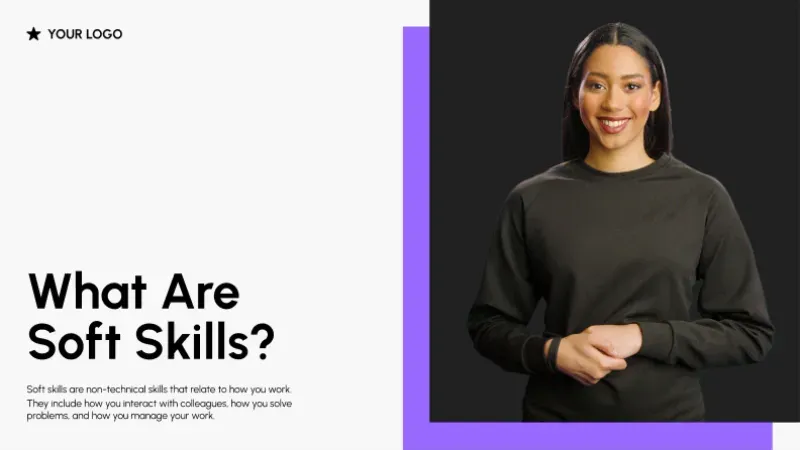 YOUR LOGO
What Are
Soft Skills?
Soft skills are non-technical skills that relate to how you work.
They include how you interact with colleagues, how you solve
problems, and how you manage your work.